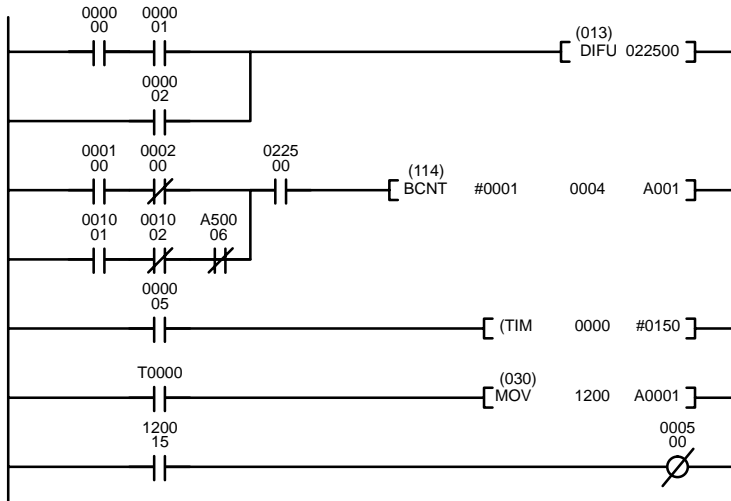 0000 0000
00 01
(013)
DIFU 022500
0000
02
0001 0002 0225
00 00 00
(114)
BCNT #0001 0004 A001
0010 0010 A500
01 02 06
0000
05
(TIM 0000 #0150
T0000
(030)
MOV 1200 A0001
1200
15
0005
00